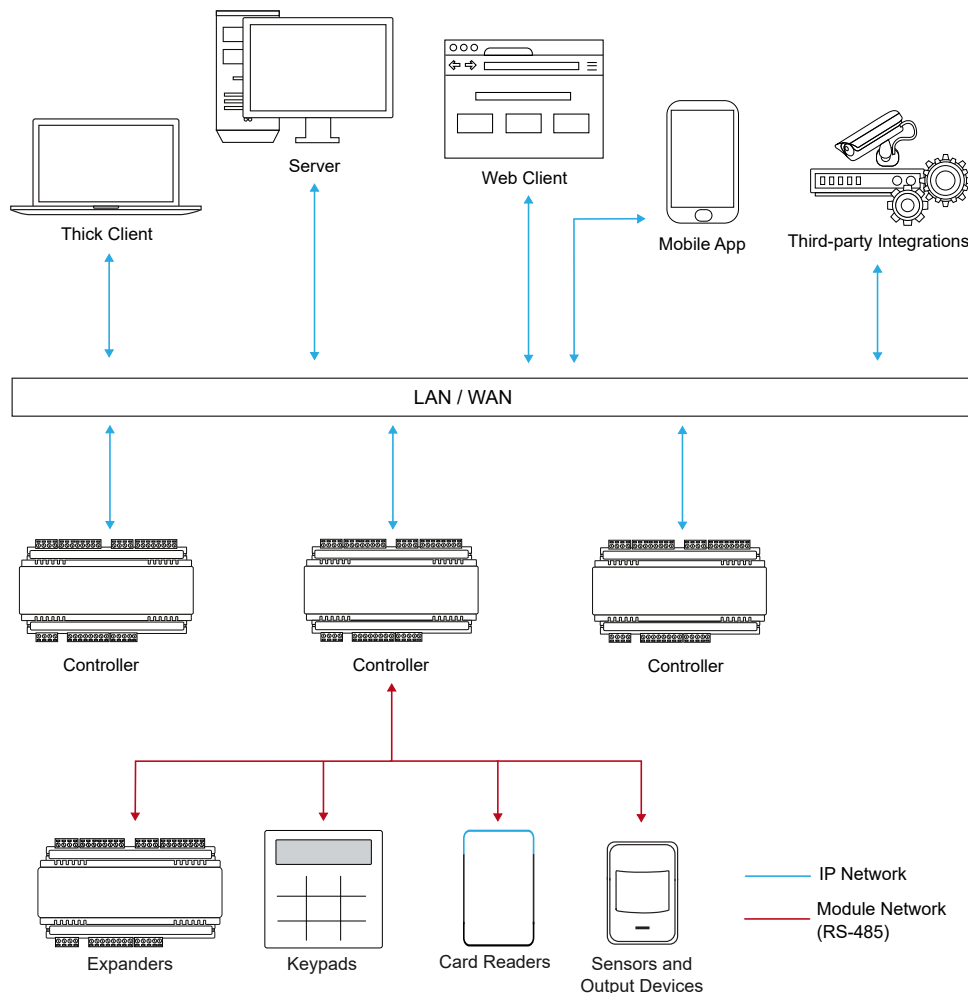 Server
Web Client
Thick Client
Mobile App
Third-party Integrations
LAN / WAN
Controller
Controller
Controller
Expanders
Keypads
Card Readers
Sensors and
Output Devices
IP Network
Module Network
(RS-485)